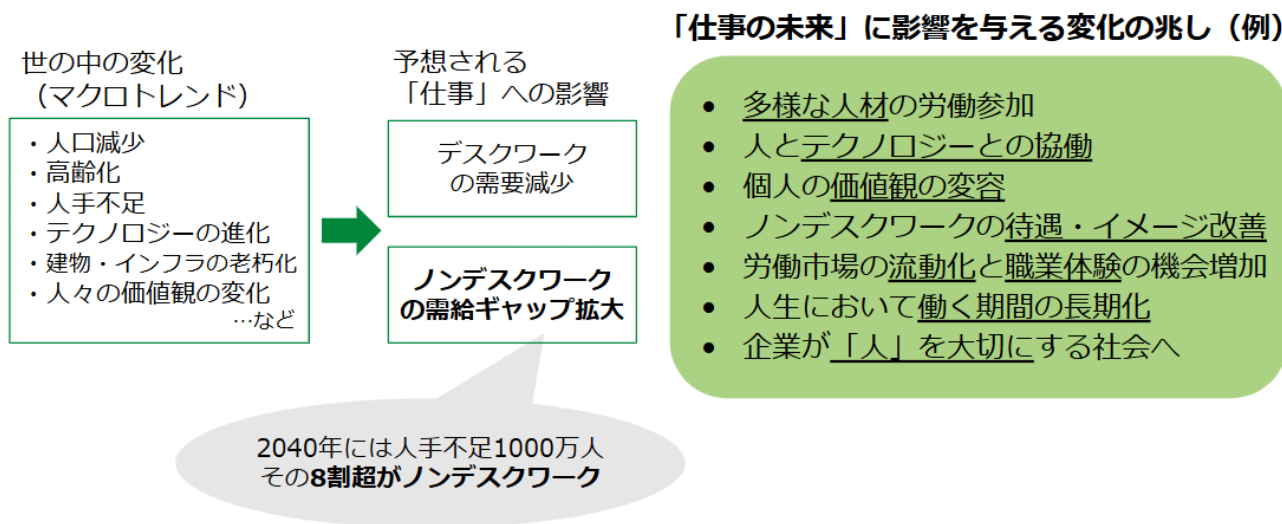 世の中の変化
（マクロトレンド）
・人口減少
・高齢化
・人手不足
・テクノロジーの進化
・建物・インフラの老朽化
・人々の価値観の変化
…など
予想される
「仕事」への影響
デスクワーク
の需要減少
ノンデスクワーク
の需給ギャップ拡大
2040年には人手不足1000万人
その8割超がノンデスクワーク
「仕事の未来」に影響を与える変化の兆し（例）
• 多様な人材の労働参加
• 人とテクノロジーとの協働
• 個人の価値観の変容
• ノンデスクワークの待遇・イメージ改善
• 労働市場の流動化と職業体験の機会増加
• 人生において働く期間の長期化
• 企業が「人」を大切にする社会へ